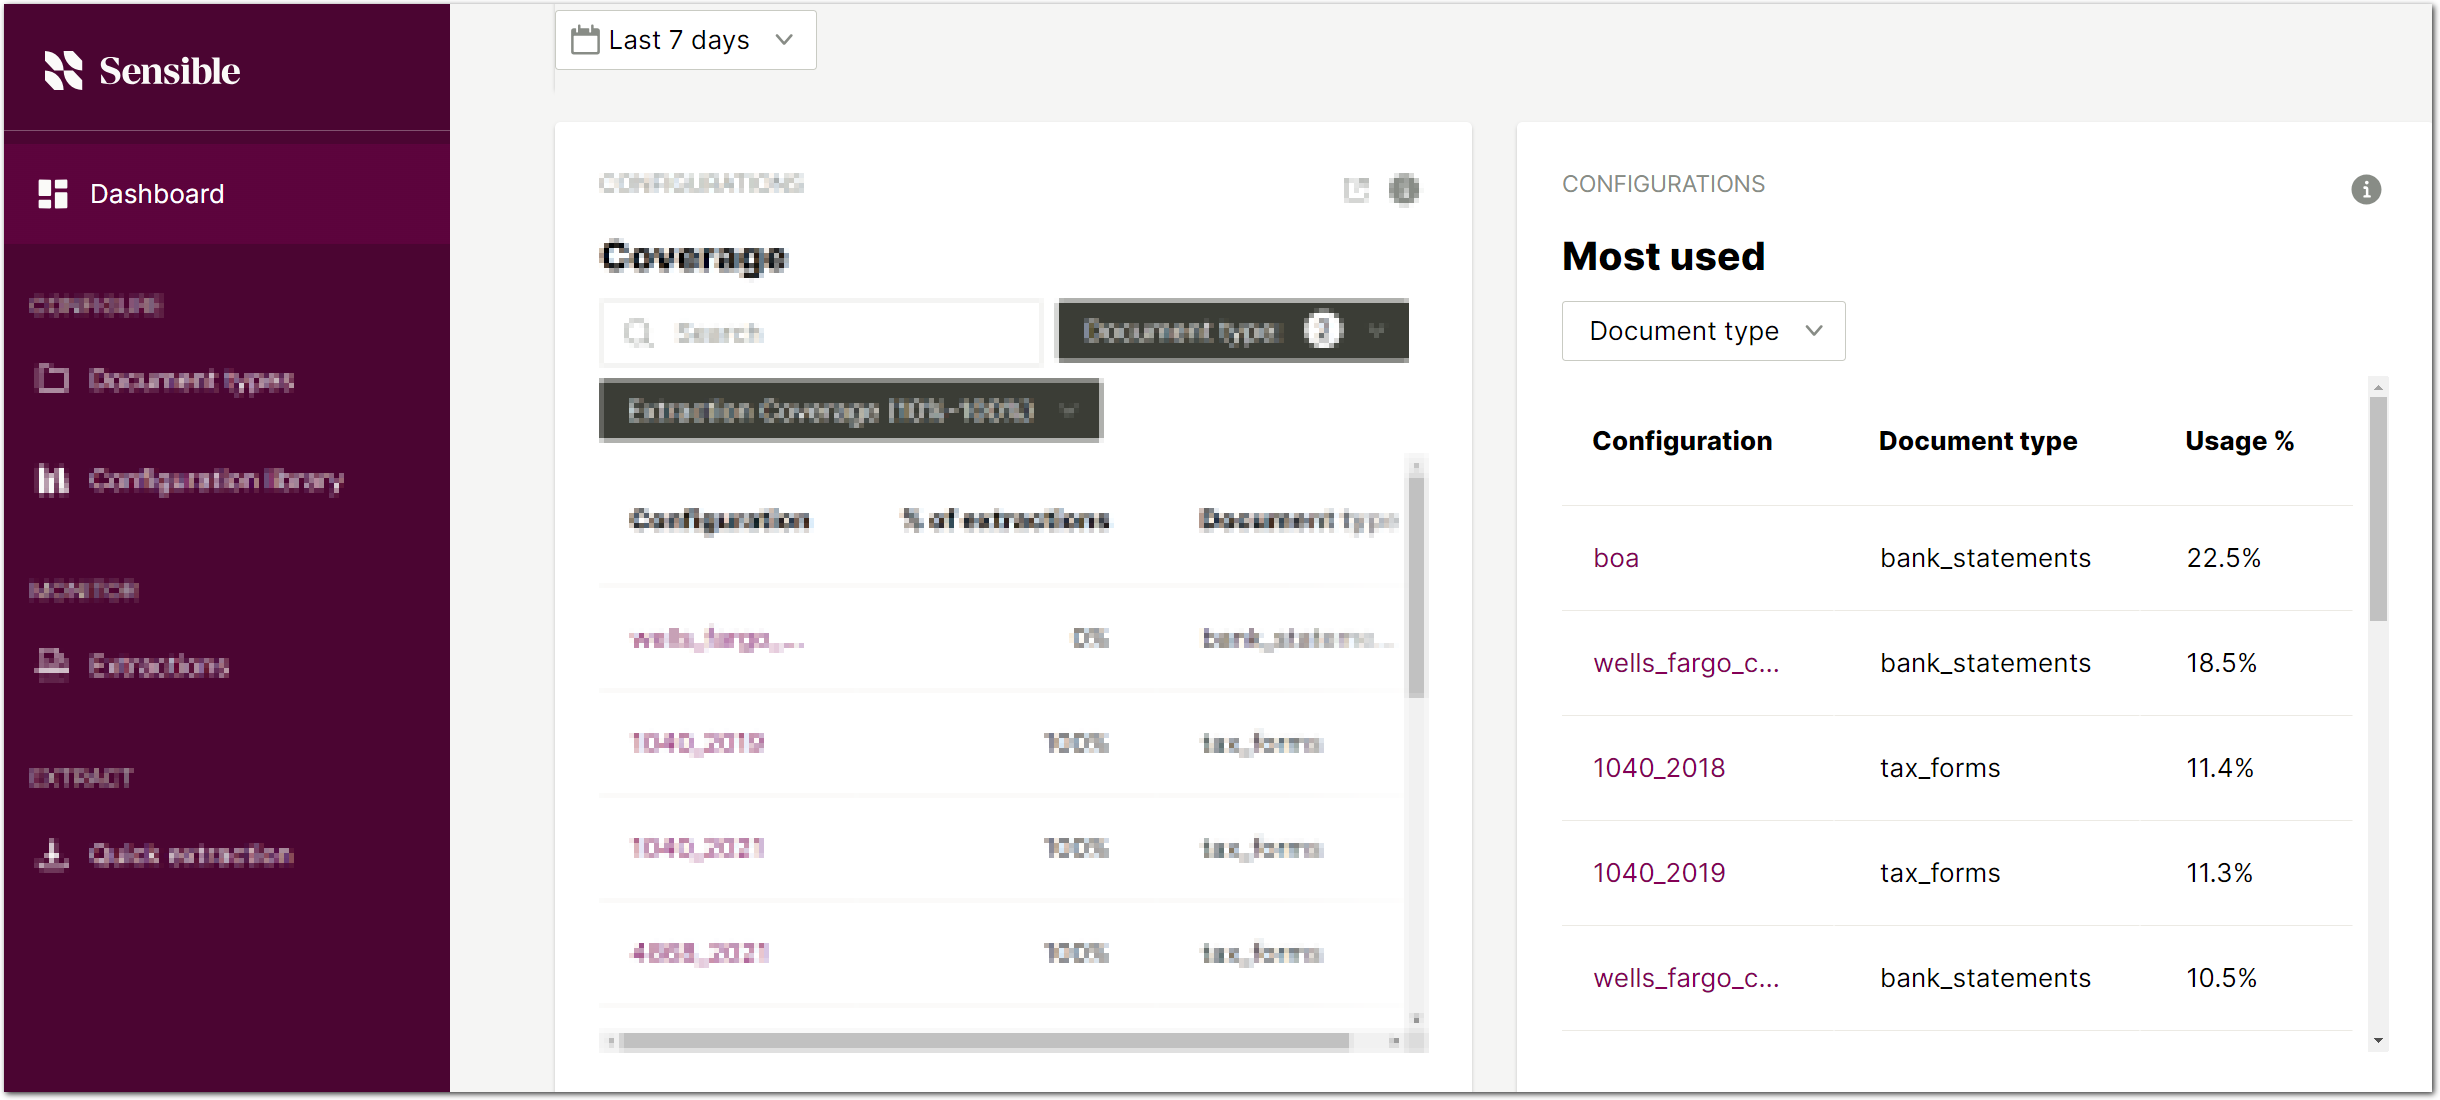 Sensible
Dashboard
CONFIGURE
Document types
Configuration library
MONITOR
Extractions
EXTRACT
Quick extraction
Last 7 days
CONFIGURATIONS
Coverage
Search
Document type:
Extraction Coverage (10%-100%)
Configuration % of extractions Document type
wells_fargo_... 0% bank_stateme...
1040_2019 100% tax_forms
1040_2021 100% tax_forms
4868_2021 100% tax_forms
CONFIGURATIONS
Most used
Document type
Configuration Document type Usage %
boa bank_statements 22.5%
wells_fargo_c... bank_statements 18.5%
1040_2018 tax_forms 11.4%
1040_2019 tax_forms 11.3%
wells_fargo_c... bank_statements 10.5%